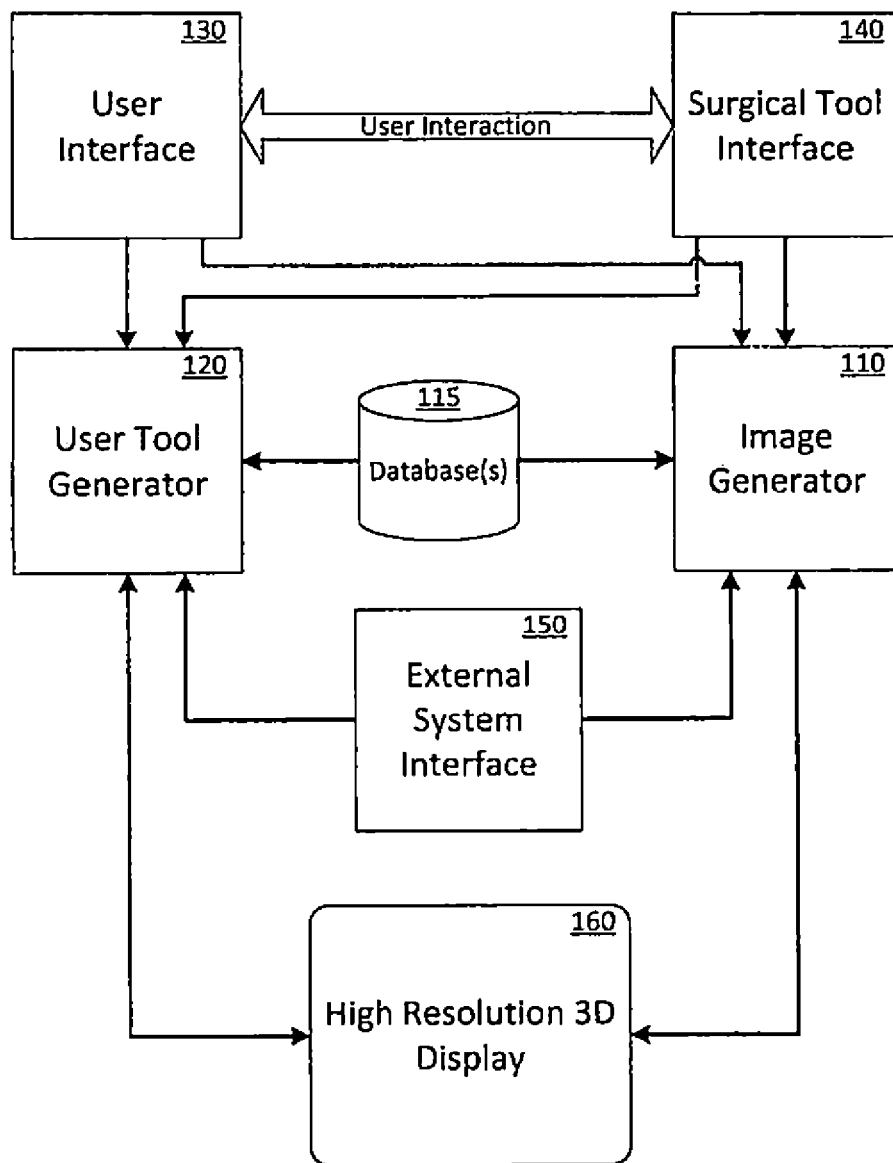 130
User
Interface
User Interaction
140
Surgical Tool
Interface
120
User Tool
Generator
115
Database(s)
110
Image
Generator
150
External
System
Interface
160
High Resolution 3D
Display